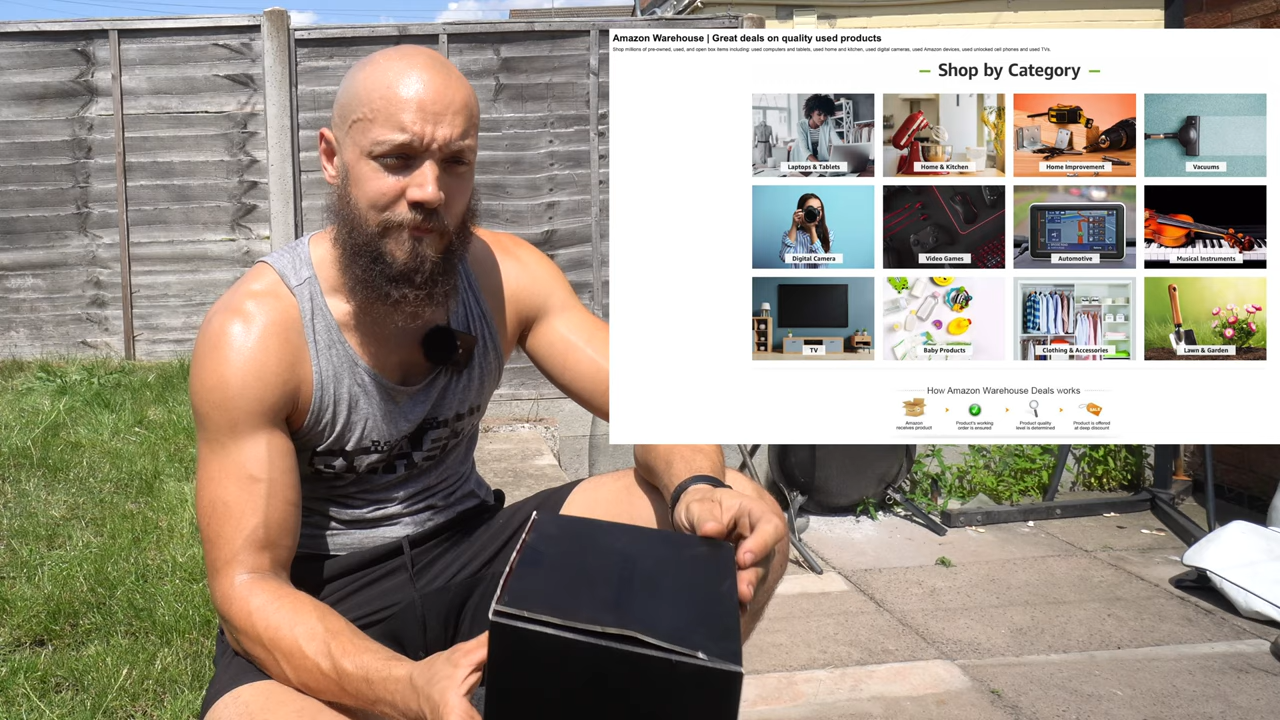 Amazon Warehouse | Great deals on quality used products
Shop millions of pre-owned, used, and open box items including: used computers and tablets, used home and kitchen, used digital cameras, used Amazon devices, used unlocked cell phones and used TVs.
Shop by Category
Laptops & Tablets
Home & Kitchen
Home Improvement
Vacuums
Digital Camera
Video Games
Automotive
Musical Instruments
TV
Baby Products
Clothing & Accessories
Lawn & Garden
How Amazon Warehouse Deals works
Amazon receives product
Product's working order is ensured
Product quality level is determined
SALE
Product is offered at deep discount